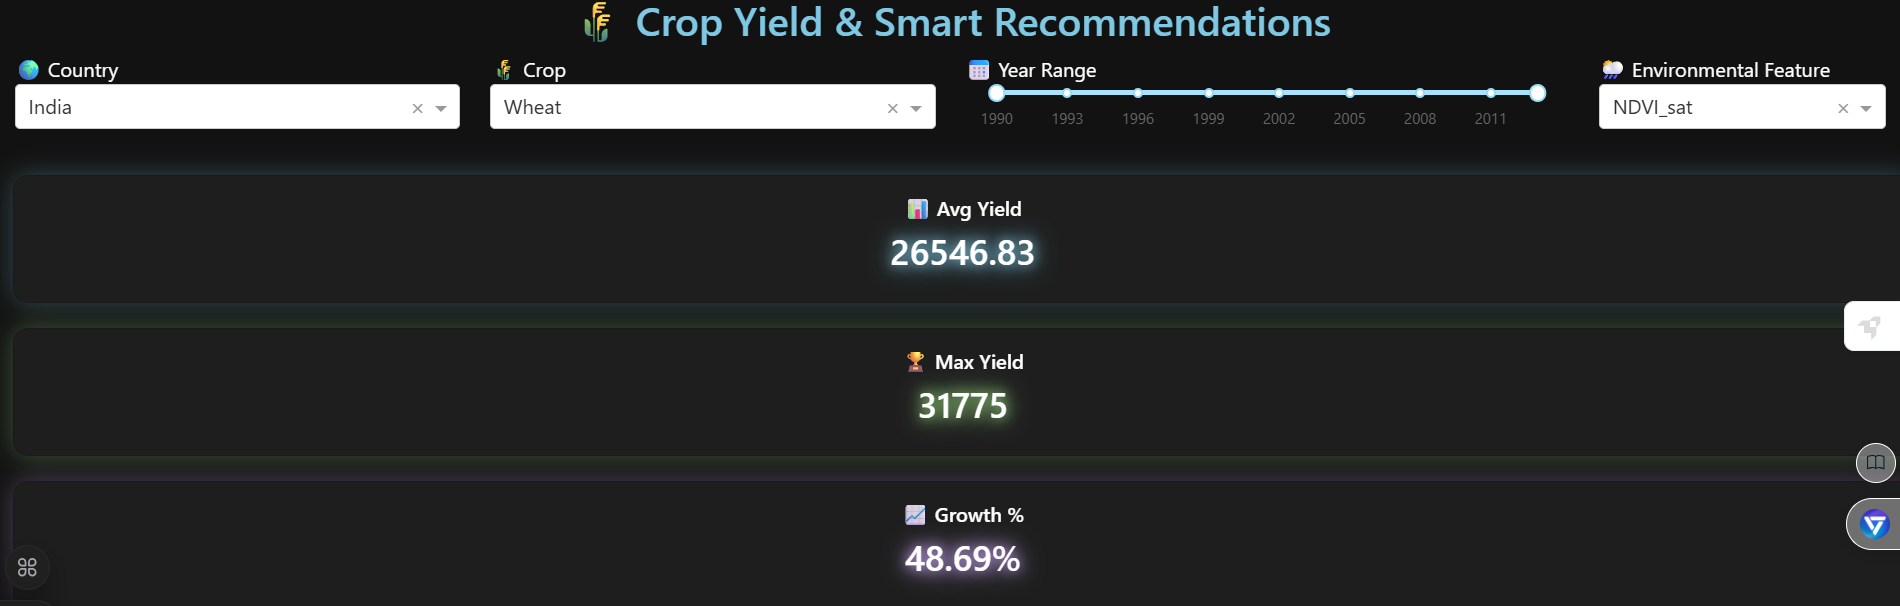 Crop Yield & Smart Recommendations
Country
India
Crop
Wheat
Year Range
1990 1993 1996 1999 2002 2005 2008 2011
Environmental Feature
NDVI_sat
Avg Yield
26546.83
Max Yield
31775
Growth %
48.69%